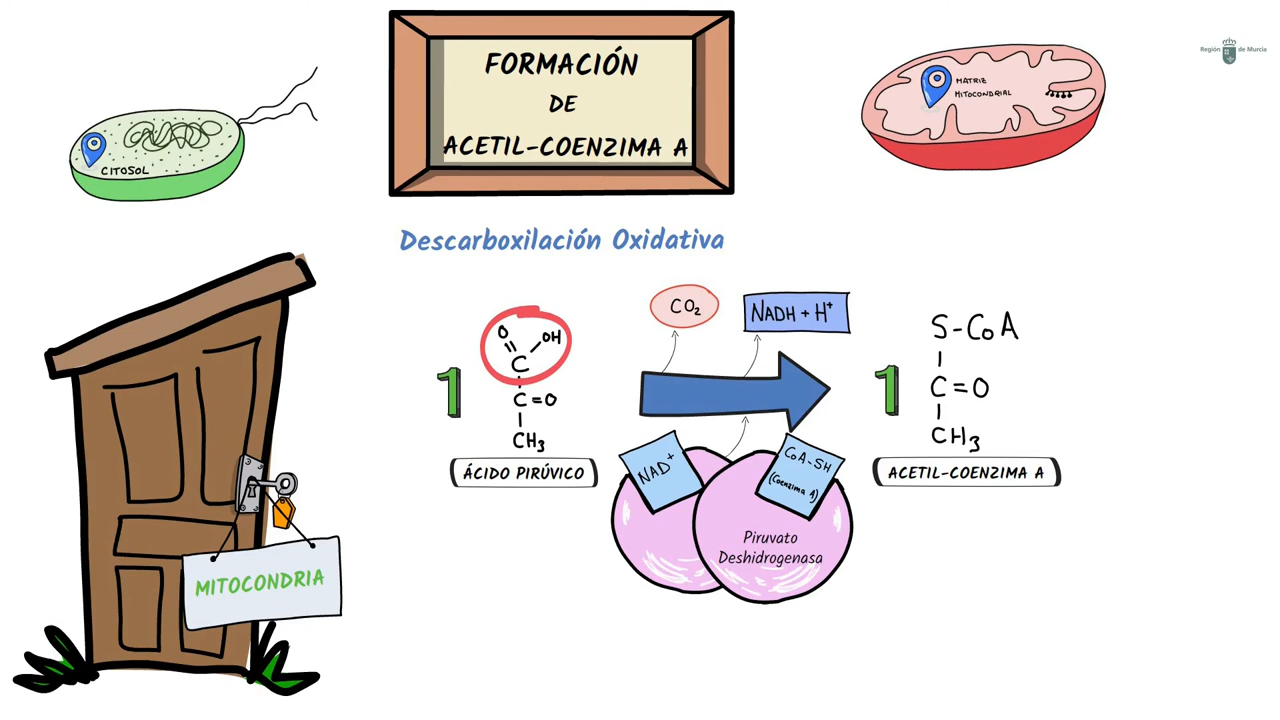 FORMACIÓN
DE
ACETIL-COENZIMA A
Región de Murcia
MATRIZ
MITOCONDRIAL
CITOSOL
Descarboxilación Oxidativa
CO₂
NADH + H⁺
1
O
OH
C
C=O
CH₃
ÁCIDO PIRÚVICO
1
S-CoA
C=O
CH₃
ACETIL-COENZIMA A
NAD⁺
CoA-SH
(Coenzima A)
Piruvato
Deshidrogenasa
MITOCONDRIA